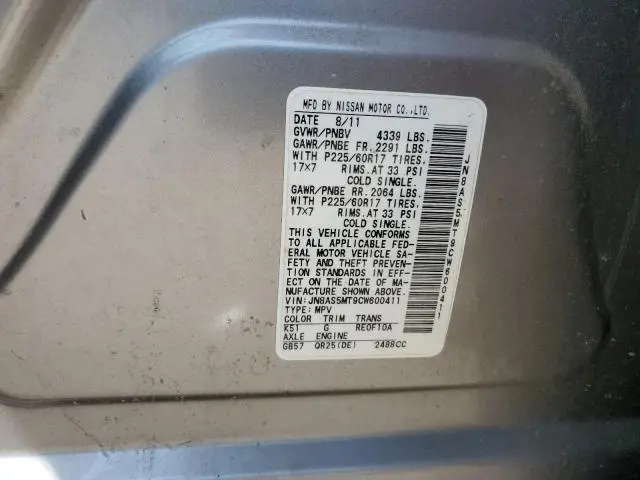 MFD BY NISSAN MOTOR CO.,LTD.
DATE 8/11
GVWR/PNBV 4339 LBS.
GAWR/PNBE FR. 2291 LBS.
WITH P225/60R17 TIRES,
17×7 RIMS.AT 33 PSI
COLD SINGLE.
GAWR/PNBE RR. 2064 LBS.
WITH P225/60R17 TIRES,
17×7 RIMS.AT 33 PSI
COLD SINGLE.
THIS VEHICLE CONFORMS
TO ALL APPLICABLE FED-
ERAL MOTOR VEHICLE SA-
FETY AND THEFT PREVEN-
TION STANDARDS IN EFF-
ECT ON THE DATE OF MA-
NUFACTURE SHOWN ABOVE.
VIN: JN8AS5MT9CW600411
TYPE: MPV
COLOR TRIM TRANS
K51 G RE0F10A
AXLE ENGINE
GB57 QR25(DE) 2488CC
JN8AS5MT9CW600411